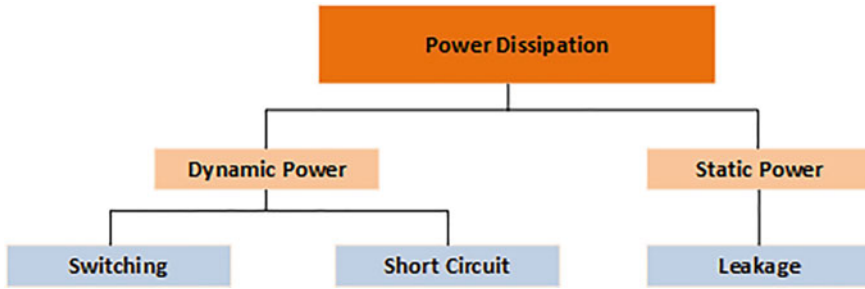 Power Dissipation
Dynamic Power
Static Power
Switching
Short Circuit
Leakage